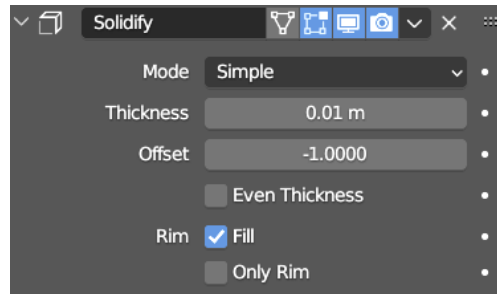 Solidify
Mode Simple
Thickness 0.01 m
Offset -1.0000
Even Thickness
Rim Fill
Only Rim